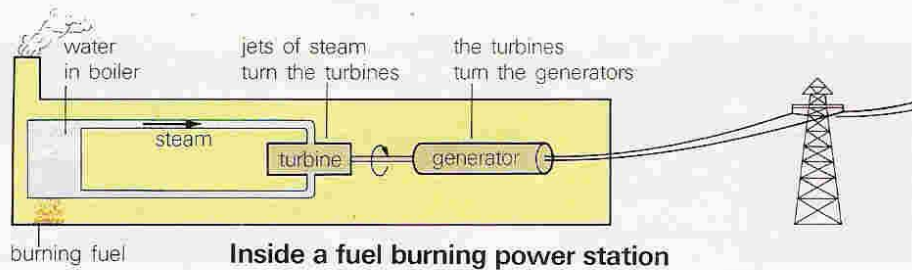 water
in boiler
jets of steam
turn the turbines
the turbines
turn the generators
steam
turbine
generator
burning fuel
Inside a fuel burning power station